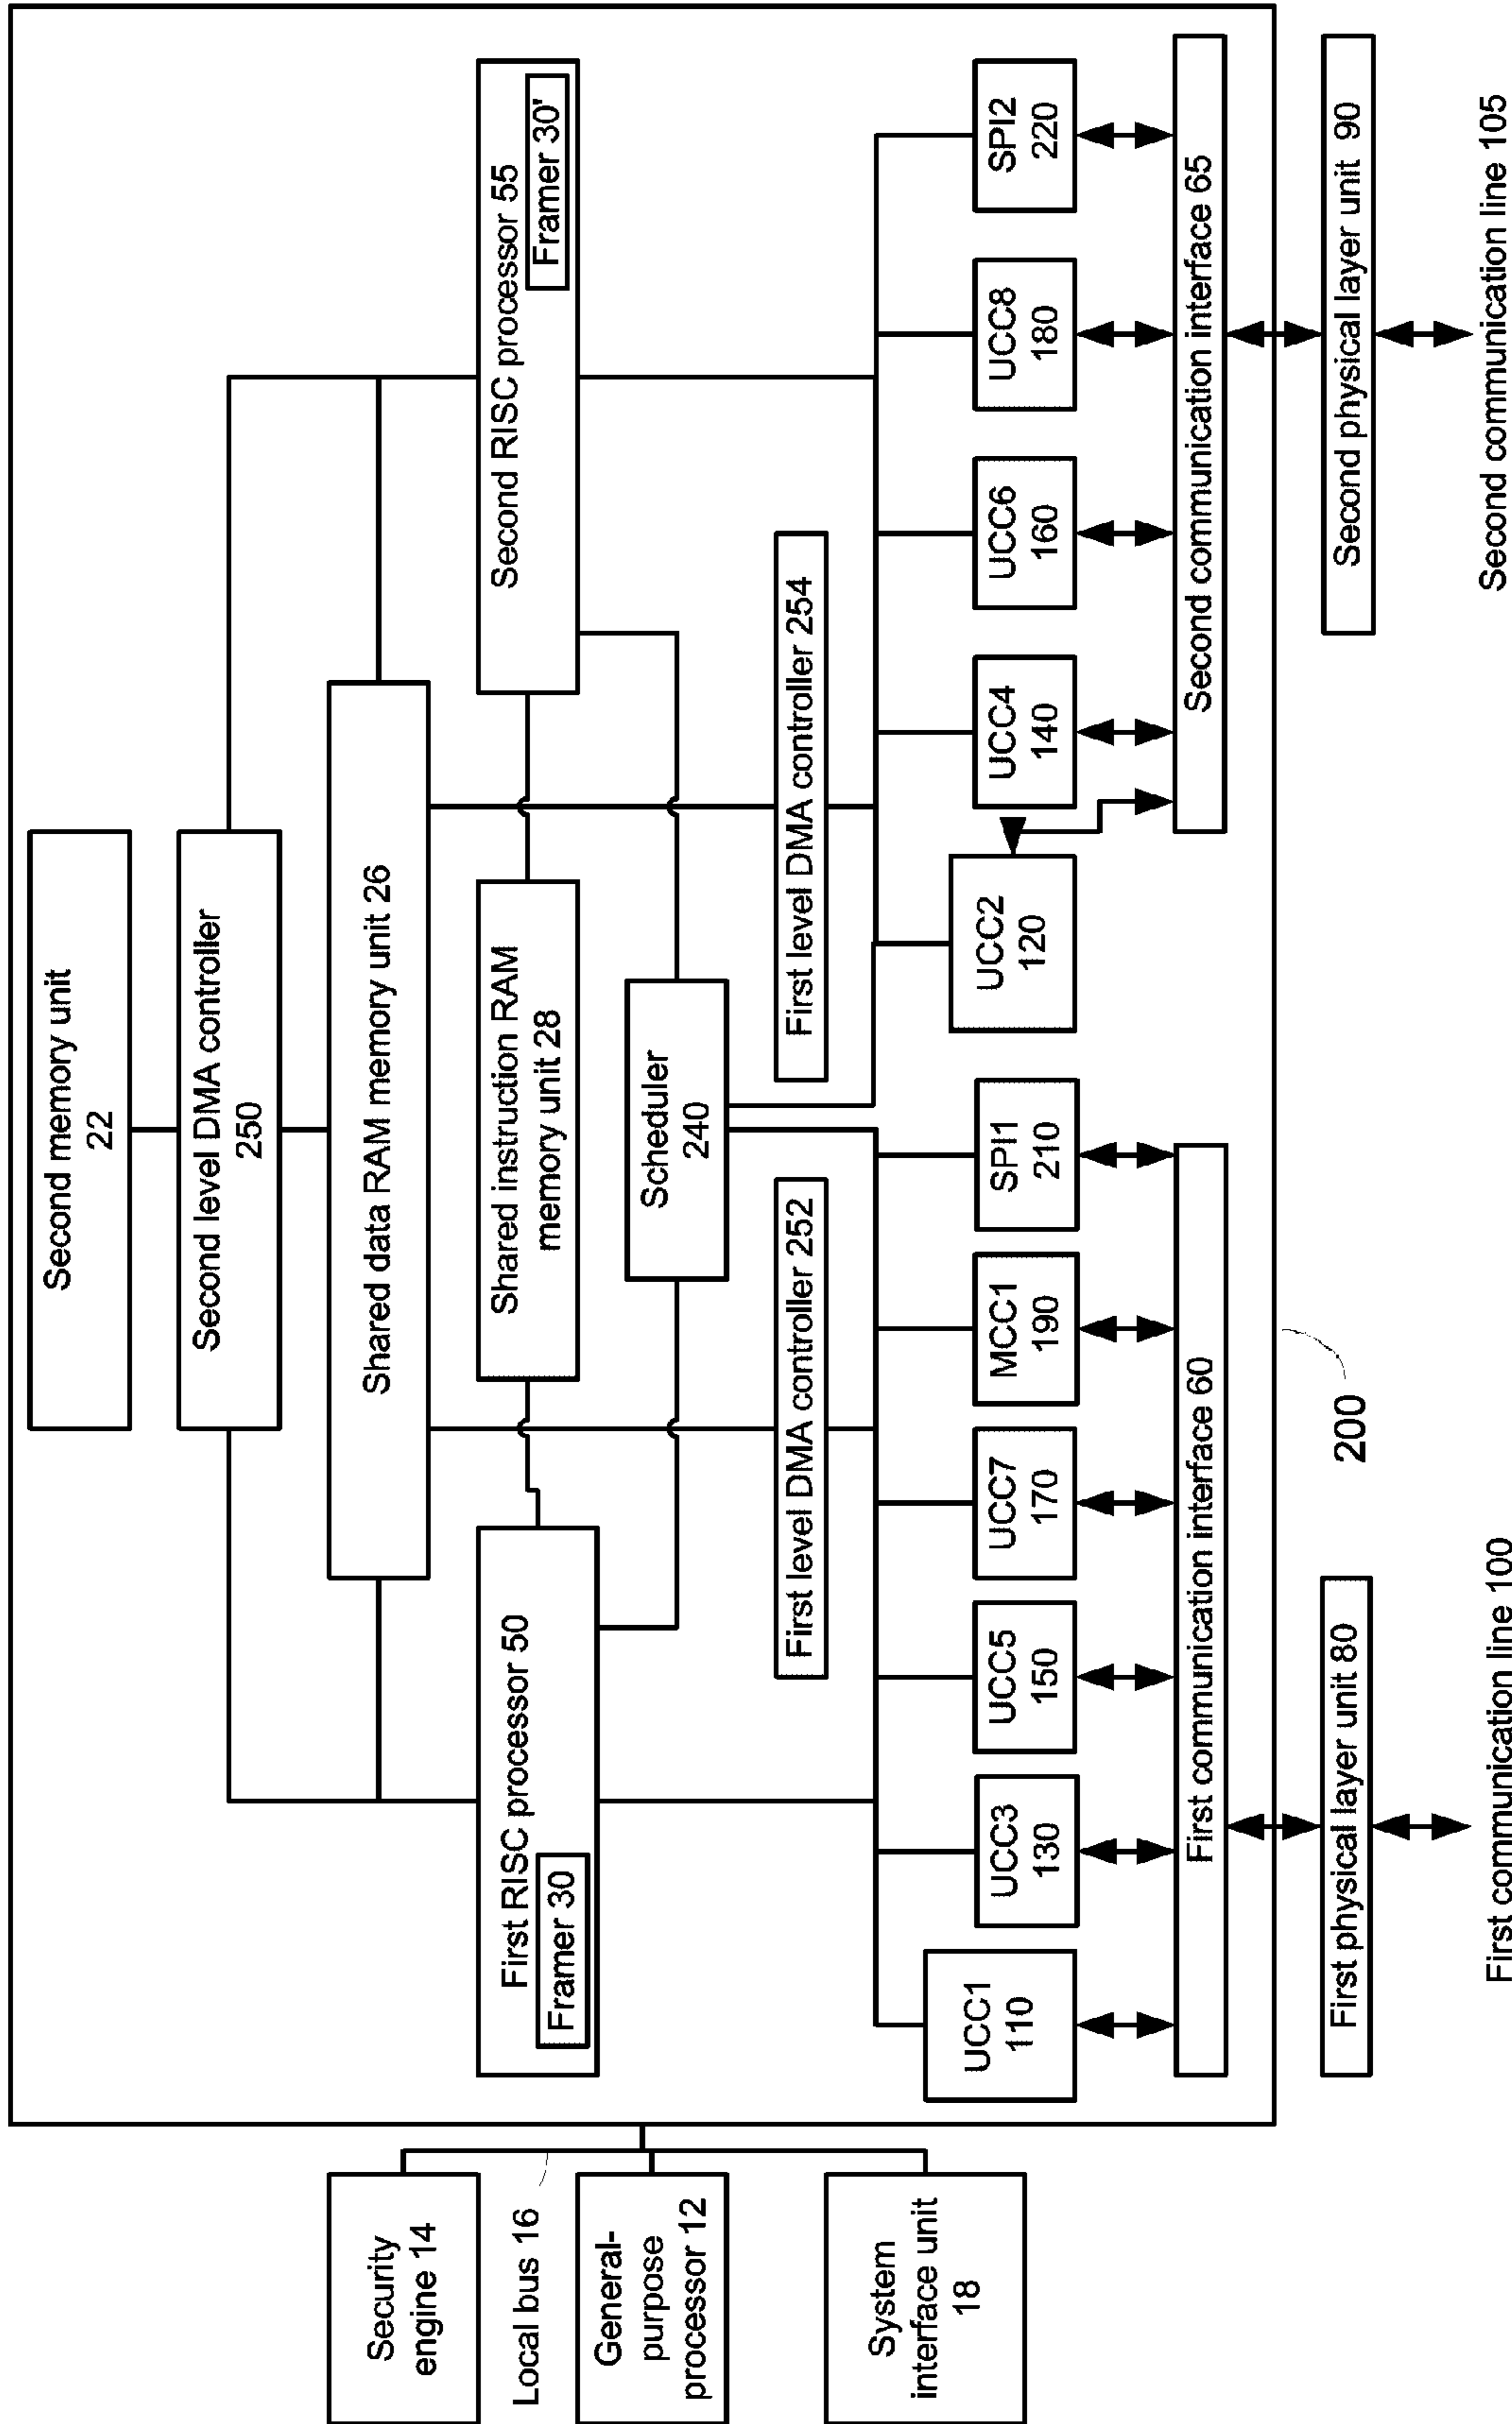 Security
engine 14
Local bus 16
General-
purpose
processor 12
System
interface unit
18
Second memory unit
22
Second level DMA controller
250
Shared data RAM memory unit 26
First RISC processor 50
Framer 30
Shared instruction RAM
memory unit 28
Second RISC processor 55
Framer 30'
Scheduler
240
First level DMA controller 252
First level DMA controller 254
UCC1
110
UCC3
130
UCC5
150
UCC7
170
MCC1
190
SPI1
210
UCC2
120
UCC4
140
UCC6
160
UCC8
180
SPI2
220
First communication interface 60
Second communication interface 65
First physical layer unit 80
200
Second physical layer unit 90
First communication line 100
Second communication line 105